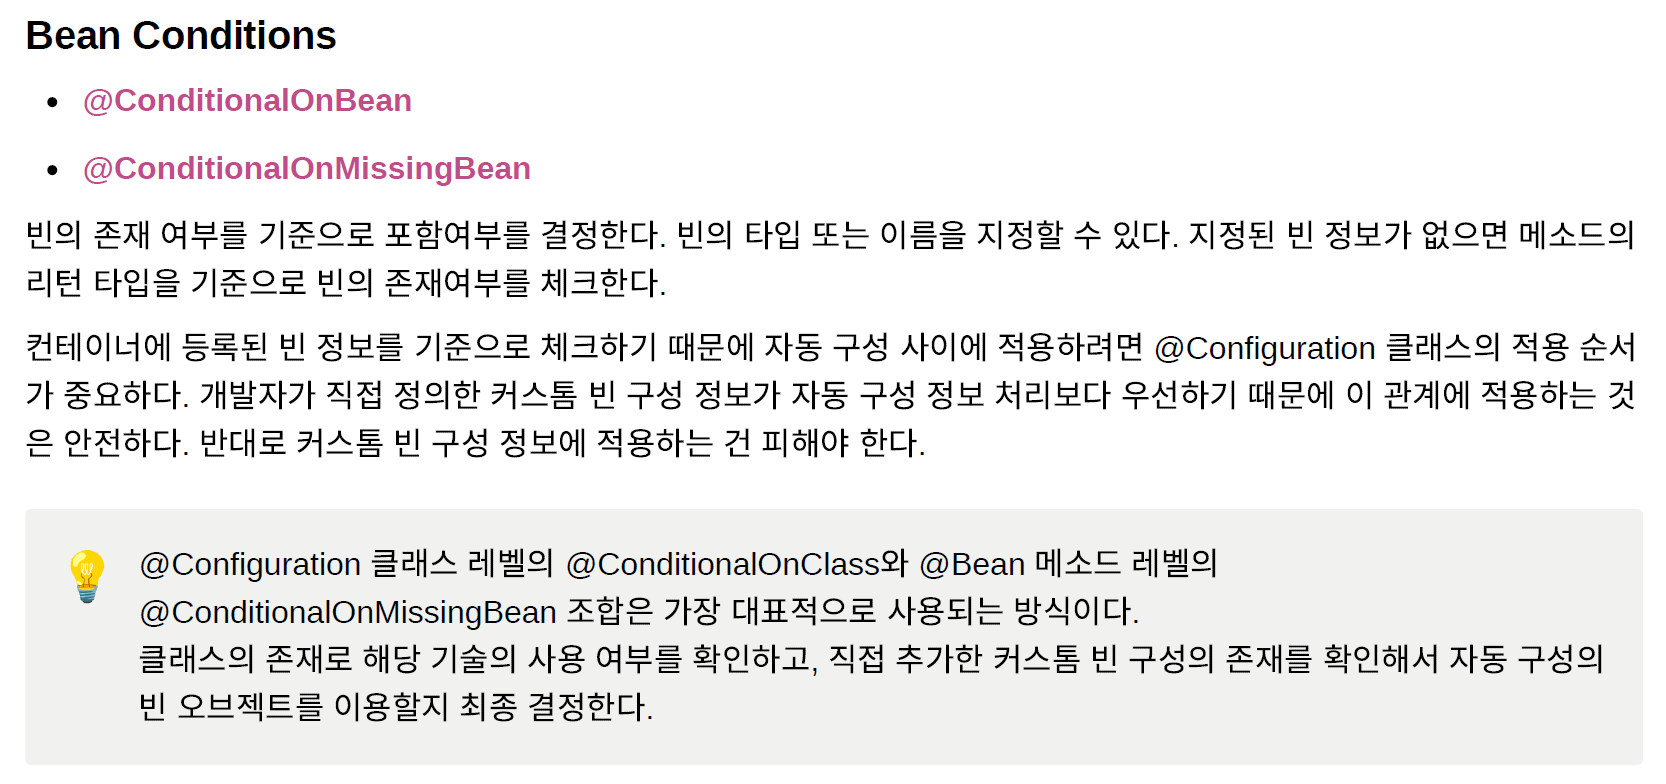 Bean Conditions
@ConditionalOnBean
@ConditionalOnMissingBean
빈의 존재 여부를 기준으로 포함여부를 결정한다. 빈의 타입 또는 이름을 지정할 수 있다. 지정된 빈 정보가 없으면 메소드의
리턴 타입을 기준으로 빈의 존재여부를 체크한다.
컨테이너에 등록된 빈 정보를 기준으로 체크하기 때문에 자동 구성 사이에 적용하려면 @Configuration 클래스의 적용 순서
가 중요하다. 개발자가 직접 정의한 커스톰 빈 구성 정보가 자동 구성 정보 처리보다 우선하기 때문에 이 관계에 적용하는 것
은 안전하다. 반대로 커스톰 빈 구성 정보에 적용하는 건 피해야 한다.
@Configuration 클래스 레벨의 @ConditionalOnClass와 @Bean 메소드 레벨의
@ConditionalOnMissingBean 조합은 가장 대표적으로 사용되는 방식이다.
클래스의 존재로 해당 기술의 사용 여부를 확인하고, 직접 추가한 커스톰 빈 구성의 존재를 확인해서 자동 구성의
빈 오브젝트를 이용할지 최종 결정한다.